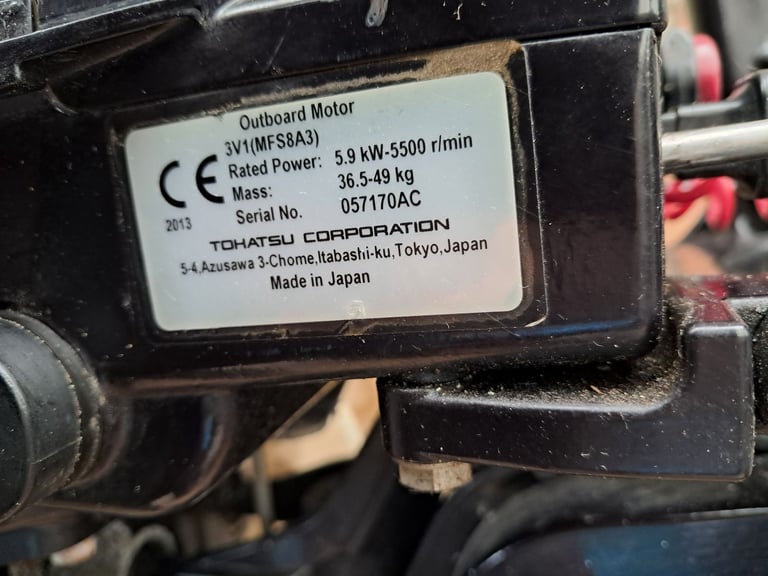 Outboard Motor
3V1(MFS8A3)
Rated Power: 5.9 kW-5500 r/min
Mass: 36.5-49 kg
Serial No. 057170AC
CE
2013
TOHATSU CORPORATION
5-4,Azusawa 3-Chome,Itabashi-ku,Tokyo,Japan
Made in Japan